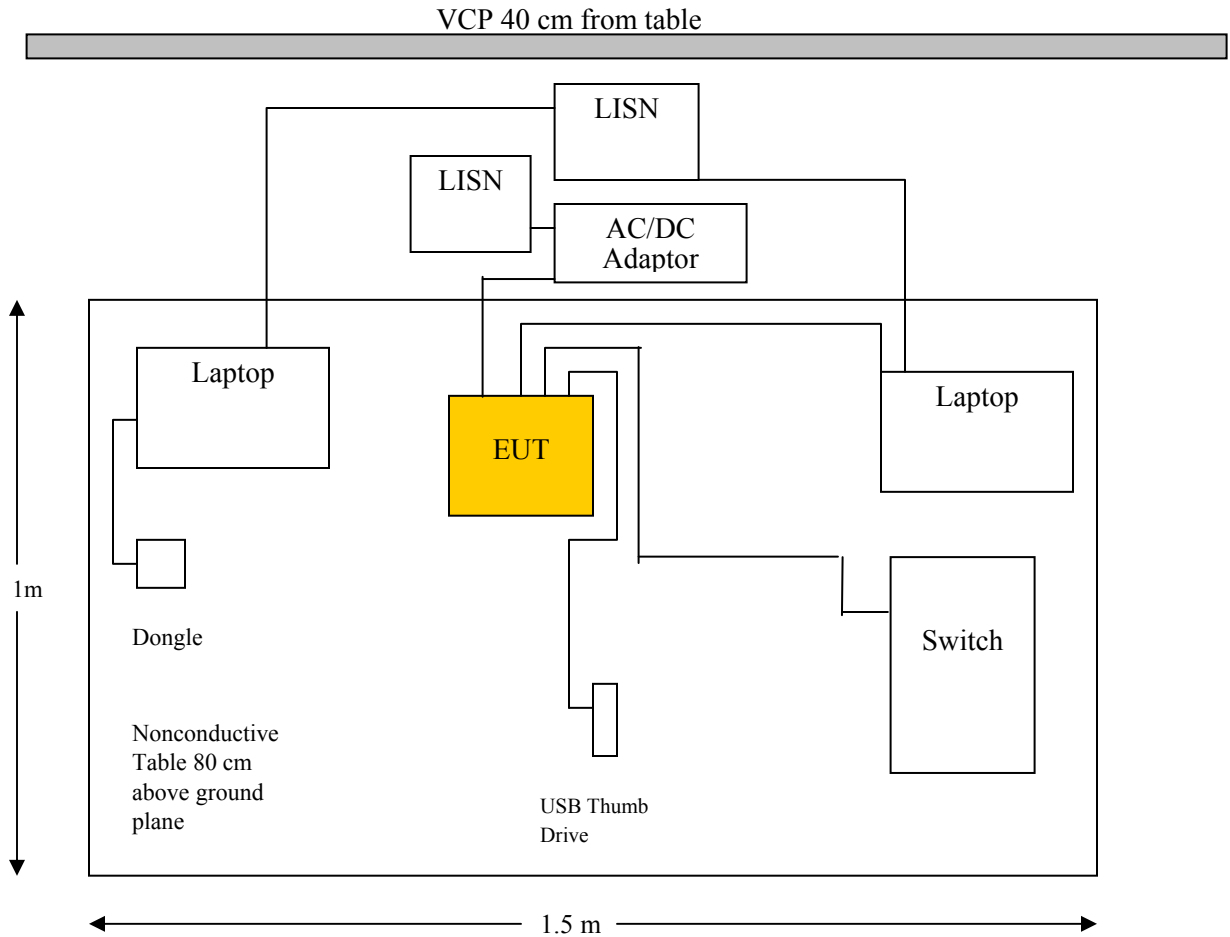 VCP 40 cm from table
LISN
LISN
AC/DC
Adaptor
Laptop
EUT
Laptop
1m
Dongle
Switch
Nonconductive
Table 80 cm
above ground
plane
USB Thumb
Drive
1.5 m